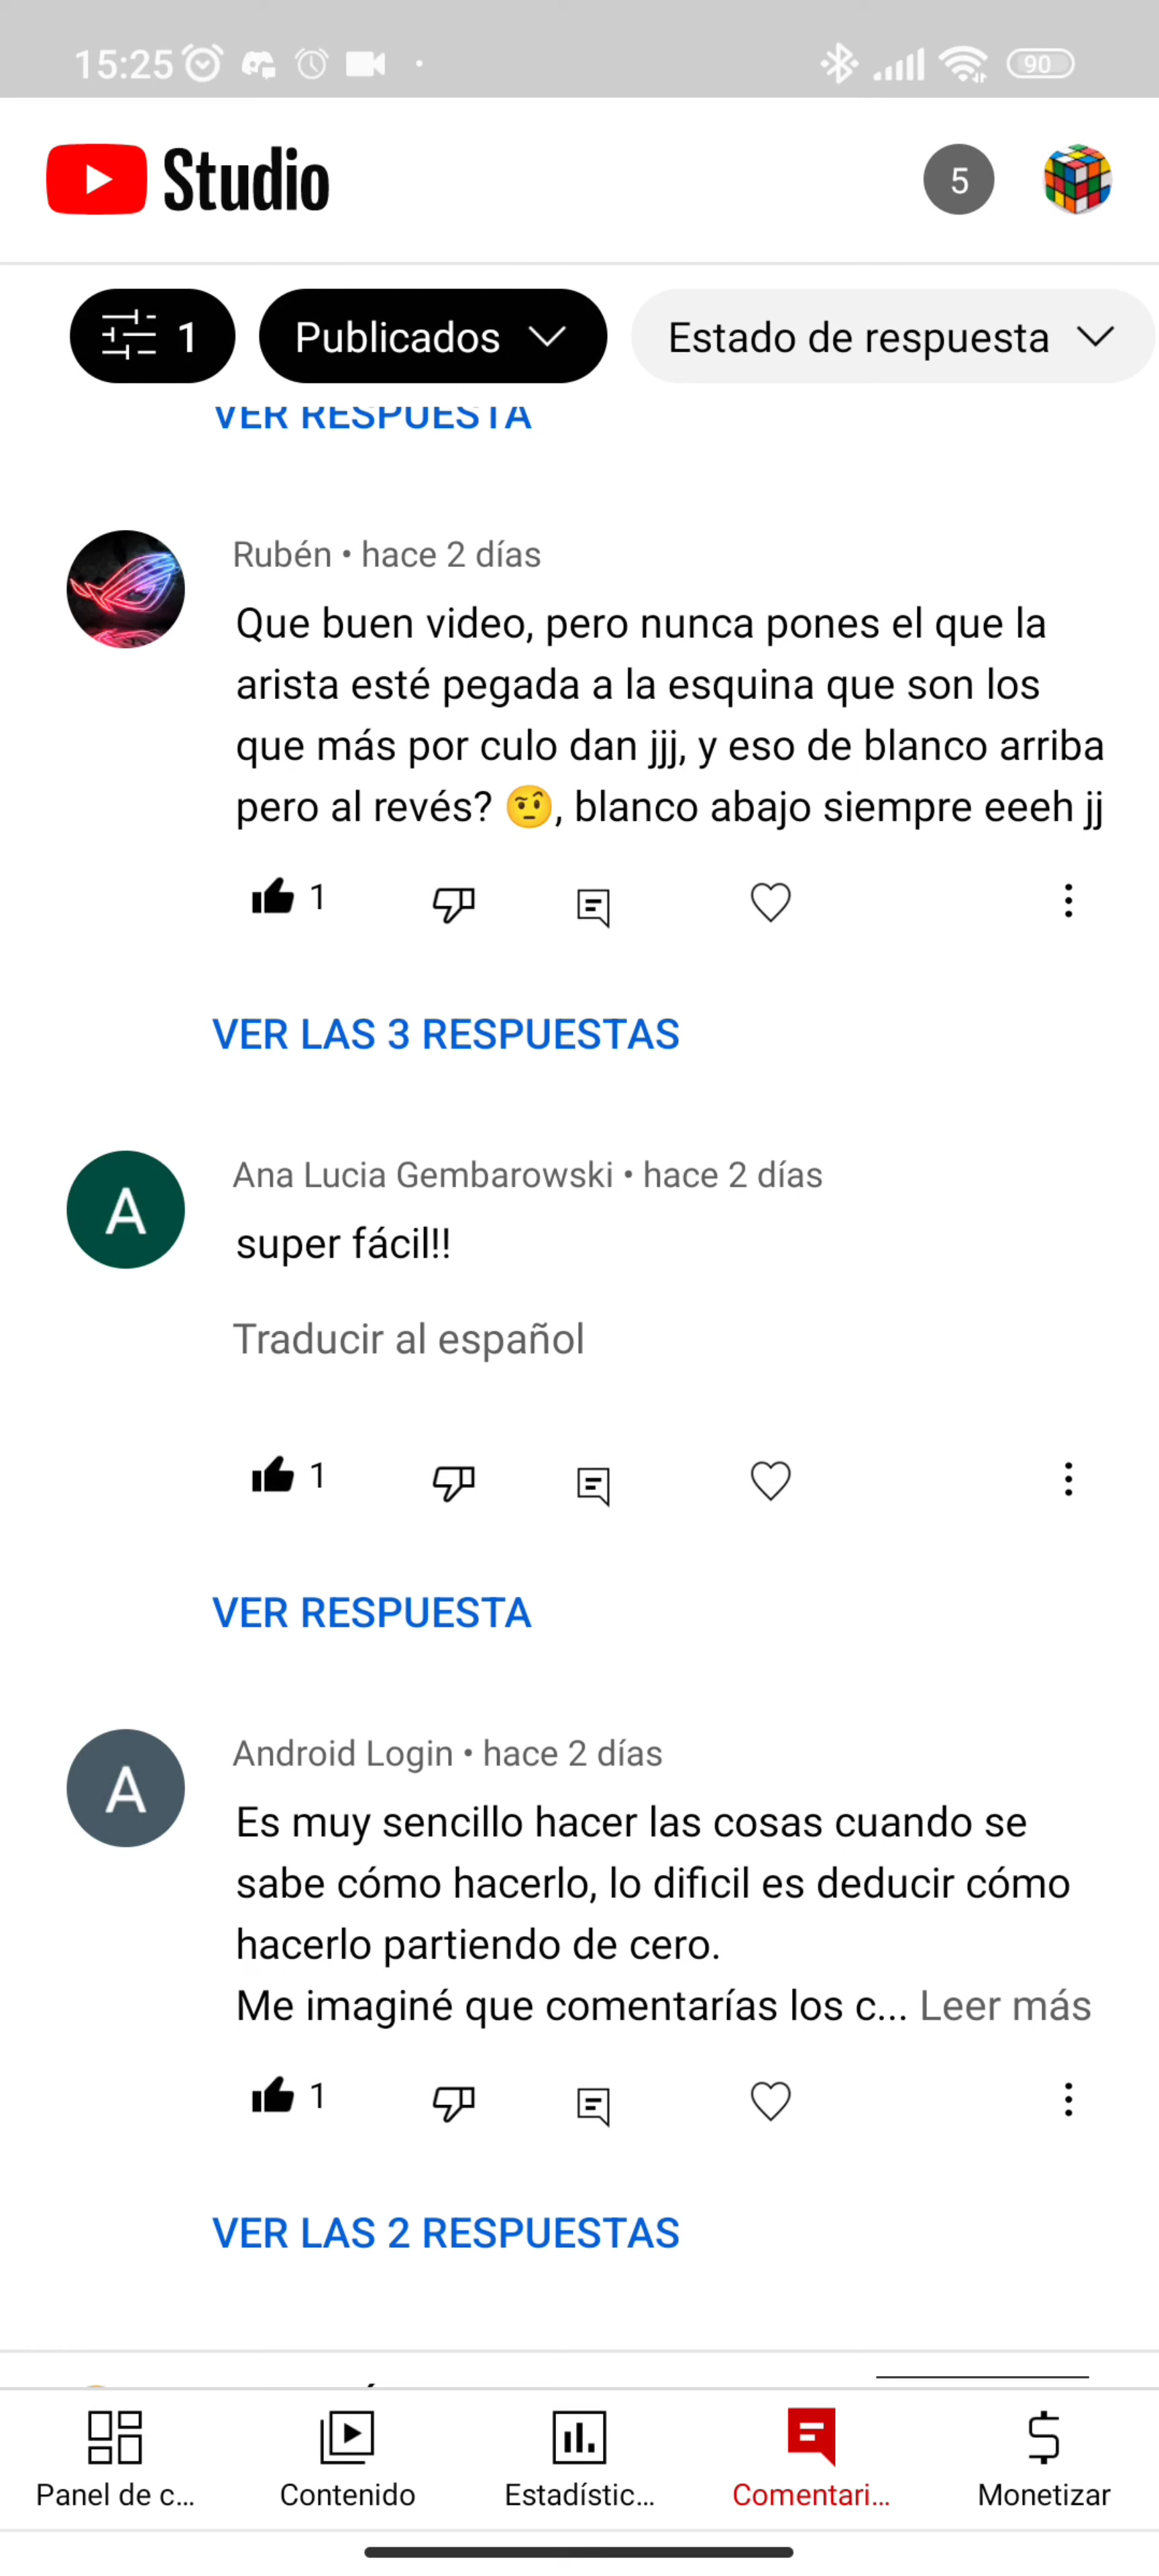 15:25
90
Studio
5
1
Publicados
Estado de respuesta
VER RESPUESTA
Rubén • hace 2 días
Que buen video, pero nunca pones el que la
arista esté pegada a la esquina que son los
que más por culo dan jjj, y eso de blanco arriba
pero al revés? 🤨, blanco abajo siempre eeeh jj
1
VER LAS 3 RESPUESTAS
A
Ana Lucia Gembarowski • hace 2 días
super fácil!!
Traducir al español
1
VER RESPUESTA
A
Android Login • hace 2 días
Es muy sencillo hacer las cosas cuando se
sabe cómo hacerlo, lo dificil es deducir cómo
hacerlo partiendo de cero.
Me imaginé que comentarías los c... Leer más
1
VER LAS 2 RESPUESTAS
Panel de c...
Contenido
Estadístic...
Comentari...
Monetizar